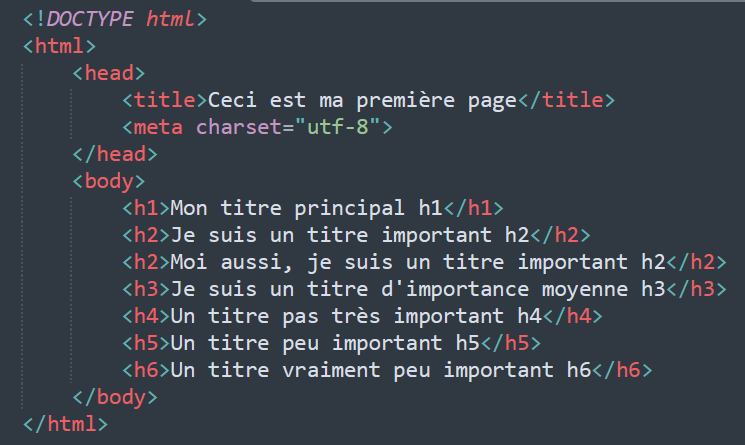 <!DOCTYPE html>
<html>
<head>
<title>Ceci est ma première page</title>
<meta charset="utf-8">
</head>
<body>
<h1>Mon titre principal h1</h1>
<h2>Je suis un titre important h2</h2>
<h2>Moi aussi, je suis un titre important h2</h2>
<h3>Je suis un titre d'importance moyenne h3</h3>
<h4>Un titre pas très important h4</h4>
<h5>Un titre peu important h5</h5>
<h6>Un titre vraiment peu important h6</h6>
</body>
</html>